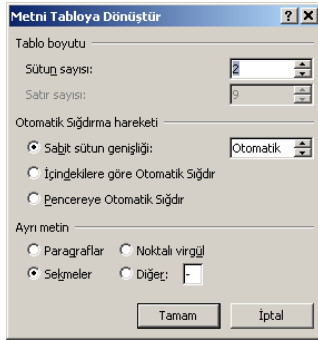 Metni Tabloya Dönüştür
Tablo boyutu
Sütun sayısı: 2
Satır sayısı: 9
Otomatik Sığdırma hareketi
Sabit sütun genişliği: Otomatik
İçindekilere göre Otomatik Sığdır
Pencereye Otomatik Sığdır
Ayrı metin
Paragraflar Noktalı virgül
Sekmeler Diğer: -
Tamam İptal